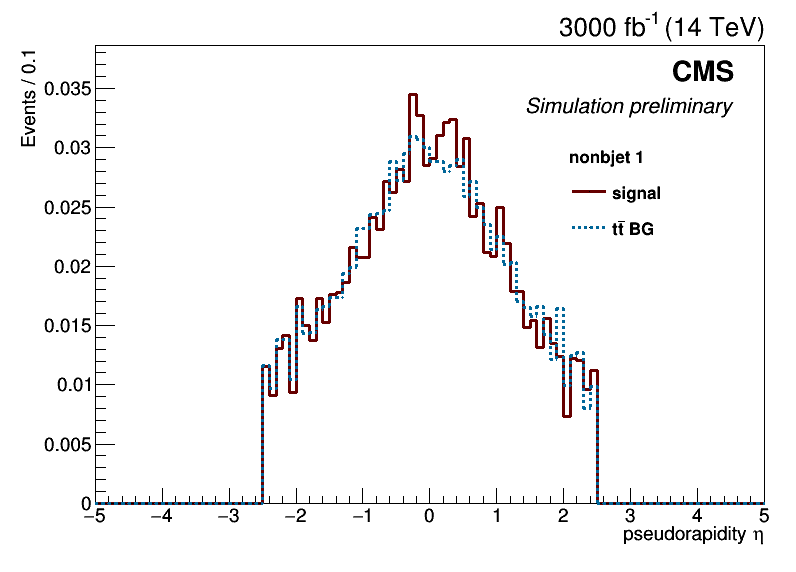 3000 fb⁻¹ (14 TeV)
Events / 0.1
CMS
Simulation preliminary
nonbjet 1
signal
tt̄ BG
0.035
0.03
0.025
0.02
0.015
0.01
0.005
0
−5 −4 −3 −2 −1 0 1 2 3 4 5
pseudorapidity η